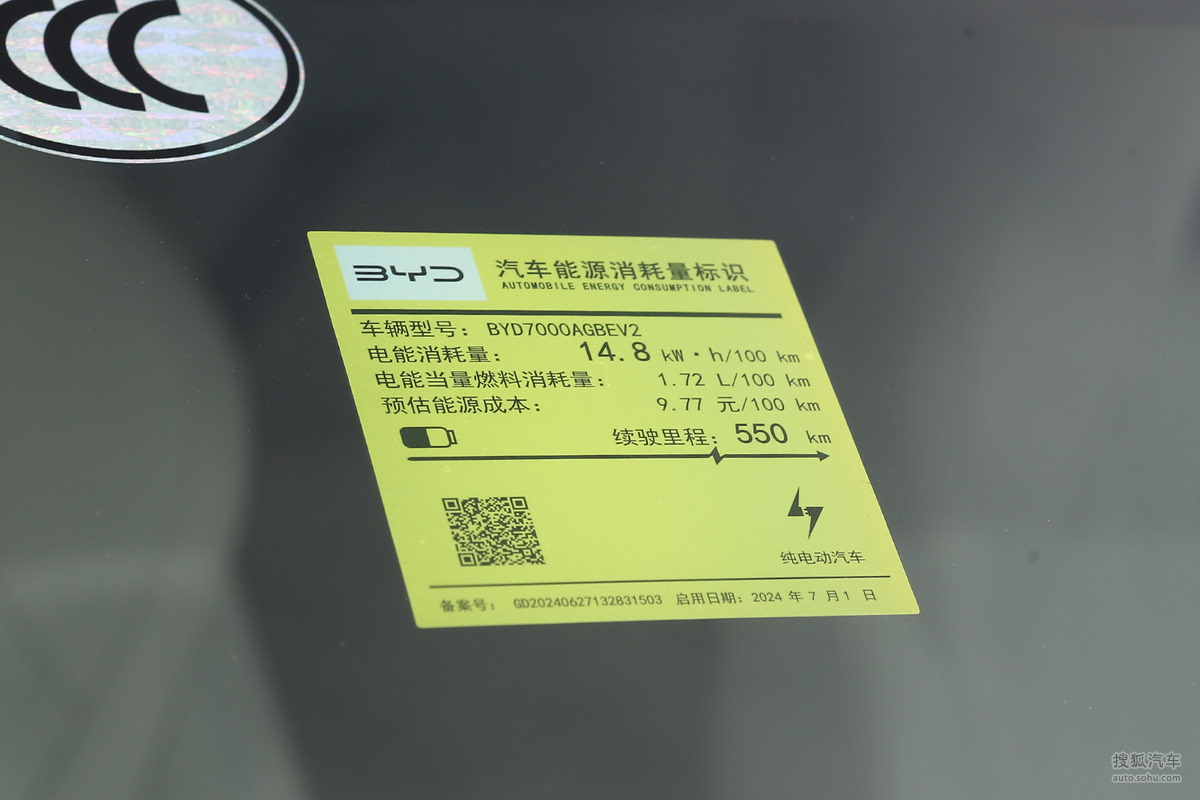 CCC
BYD
汽车能源消耗量标识
AUTOMOBILE ENERGY CONSUMPTION LABEL
车辆型号: BYD7000AGBEV2
电能消耗量: 14.8 kW·h/100 km
电能当量燃料消耗量: 1.72 L/100 km
预估能源成本: 9.77 元/100 km
续驶里程: 550 km
纯电动汽车
备案号: GD20240627132831503 启用日期: 2024 年 7 月 1 日
搜狐汽车
auto.sohu.com